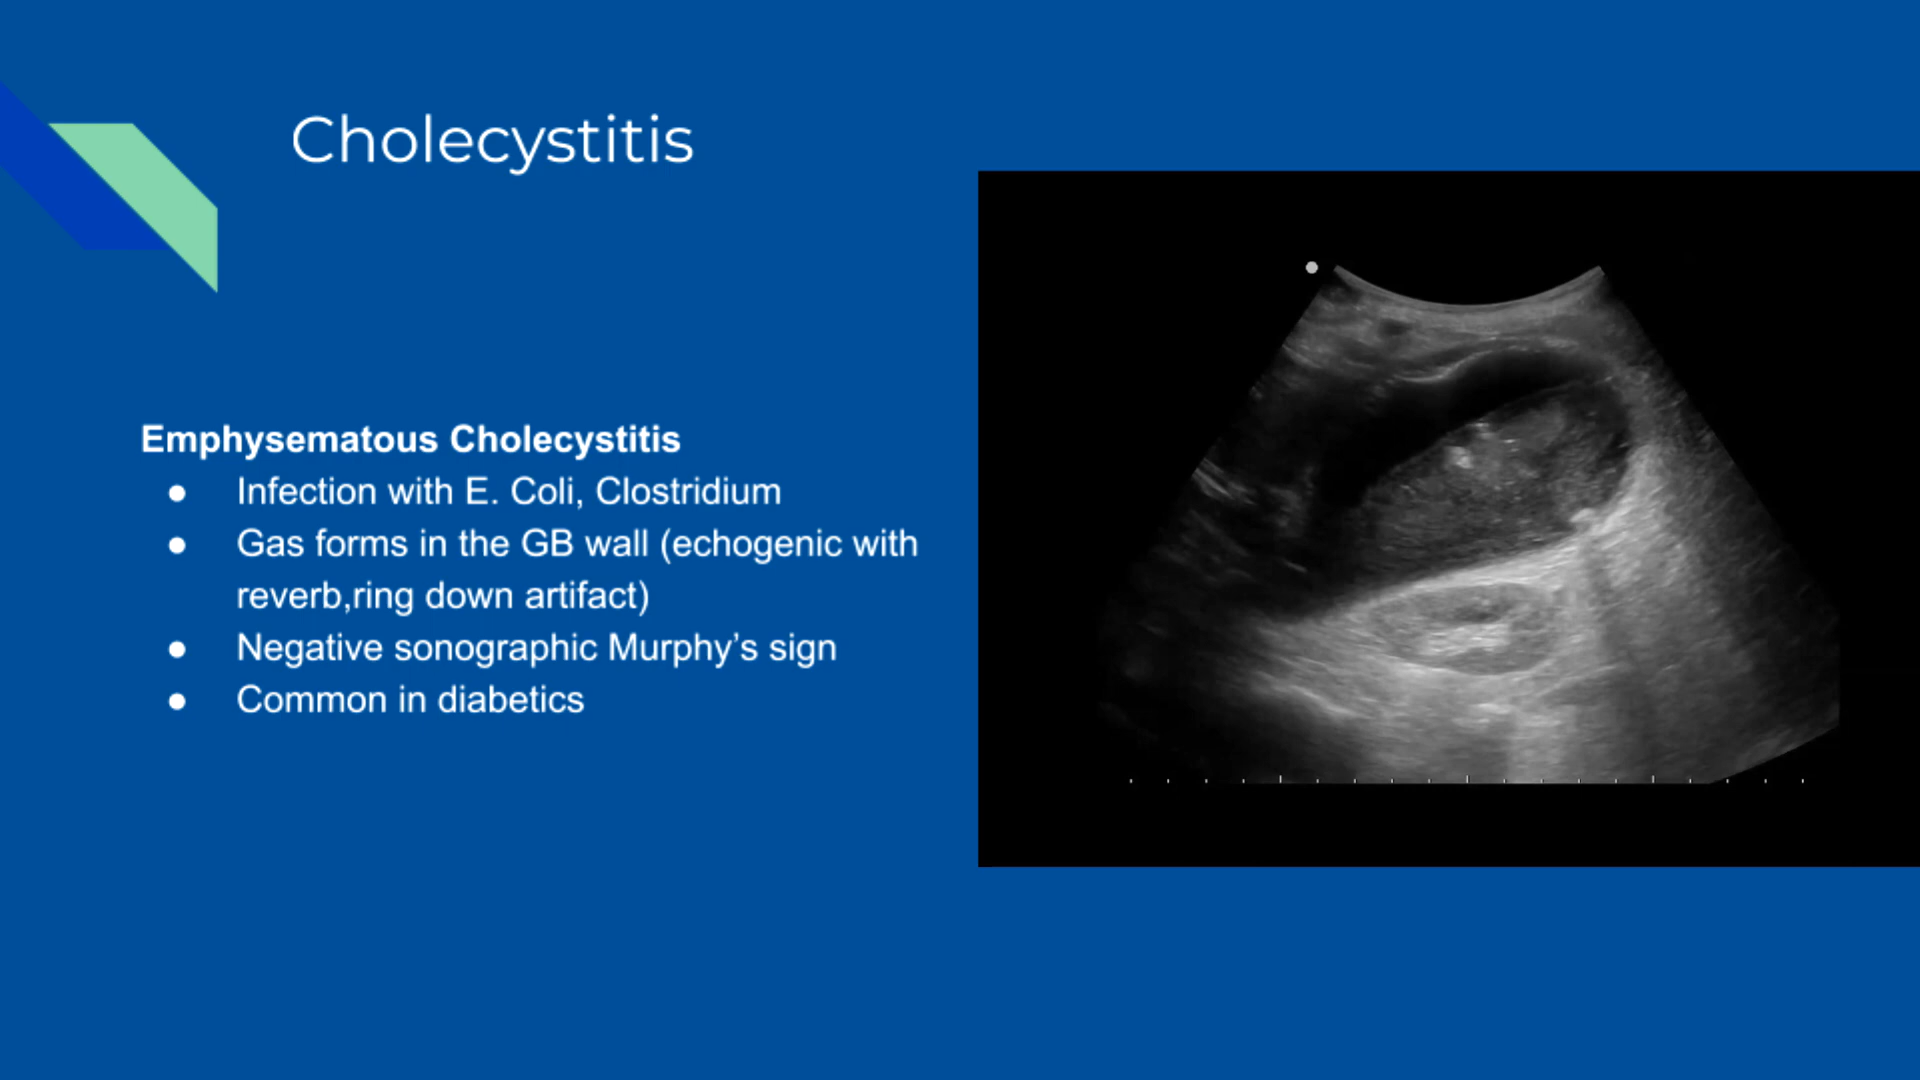 Cholecystitis
Emphysematous Cholecystitis
● Infection with E. Coli, Clostridium
● Gas forms in the GB wall (echogenic with
reverb,ring down artifact)
● Negative sonographic Murphy’s sign
● Common in diabetics